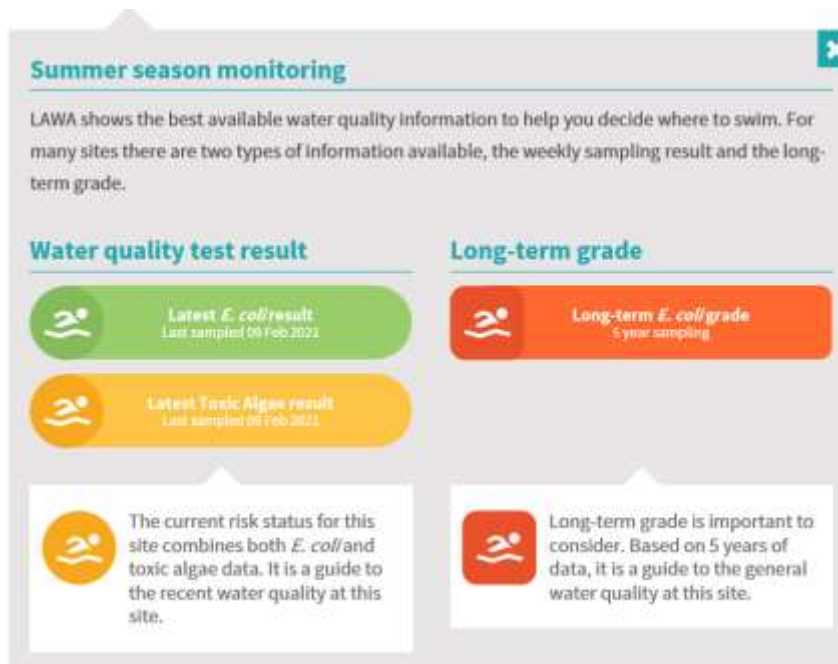 Summer season monitoring
LAWA shows the best available water quality information to help you decide where to swim. For
many sites there are two types of information available, the weekly sampling result and the long-
term grade.
Water quality test result
Latest E. coli result
Last sampled 09 Feb 2021
Latest Toxic Algae result
Last sampled 09 Feb 2021
The current risk status for this
site combines both E. coli and
toxic algae data. It is a guide to
the recent water quality at this
site.
Long-term grade
Long-term E. coli grade
5 year sampling
Long-term grade is important to
consider. Based on 5 years of
data, it is a guide to the general
water quality at this site.